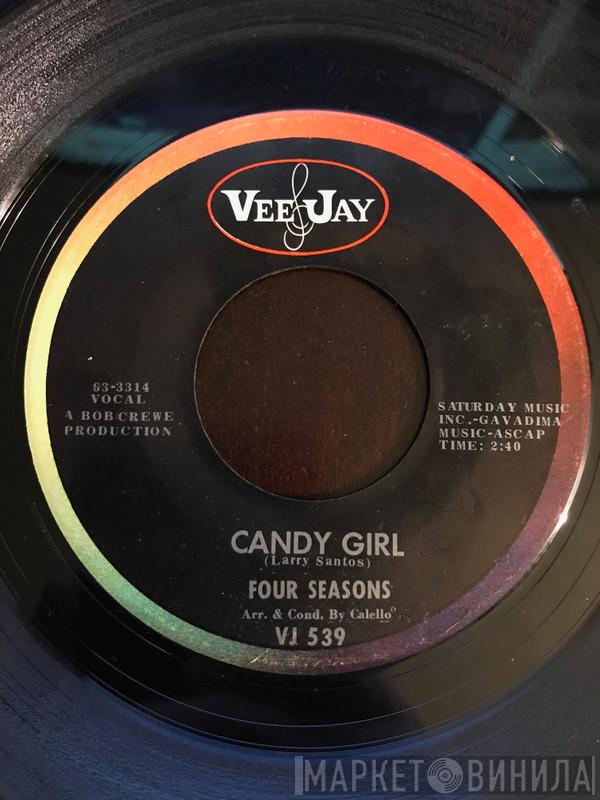 VEE JAY
63-3314
VOCAL
A BOB CREWE
PRODUCTION
SATURDAY MUSIC
INC.-GAVADIMA
MUSIC-ASCAP
TIME: 2:40
CANDY GIRL
(Larry Santos)
FOUR SEASONS
Arr. & Cond. By Calello
VJ 539
МАРКЕТ ВИНИЛА